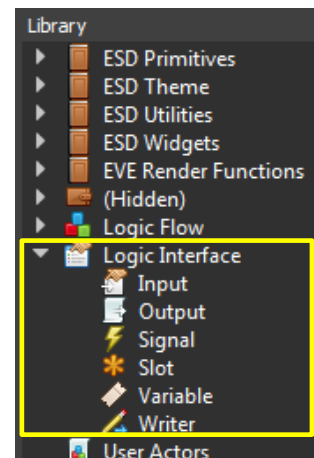 Library
ESD Primitives
ESD Theme
ESD Utilities
ESD Widgets
EVE Render Functions
(Hidden)
Logic Flow
Logic Interface
Input
Output
Signal
Slot
Variable
Writer
User Actors